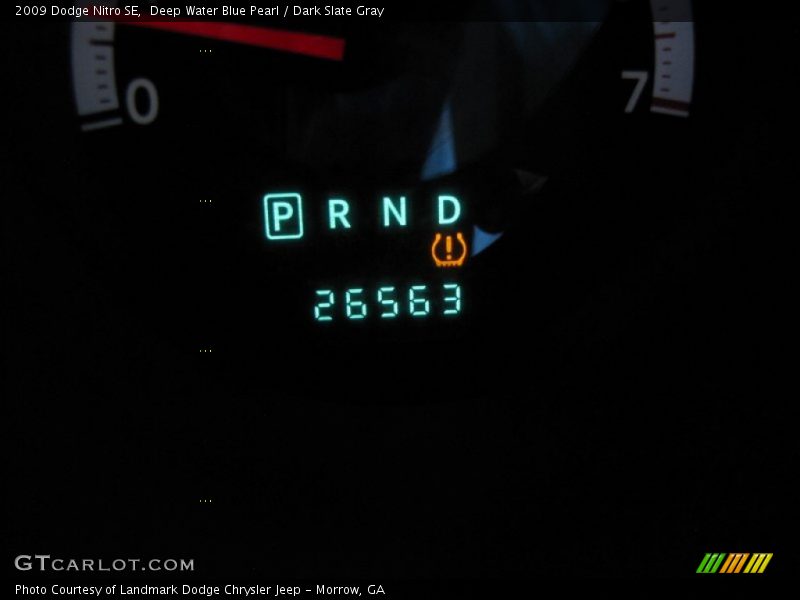 2009 Dodge Nitro SE,  Deep Water Blue Pearl / Dark Slate Gray
...
0 7
...
P R N D
!
26563
...
...
GTCARLOT.COM
Photo Courtesy of Landmark Dodge Chrysler Jeep - Morrow, GA